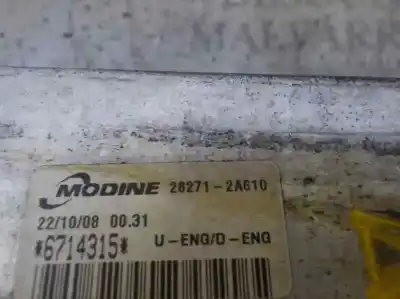 MODINE 28271-2A610
22/10/08 00.31
*6714315* U-ENG/D-ENG